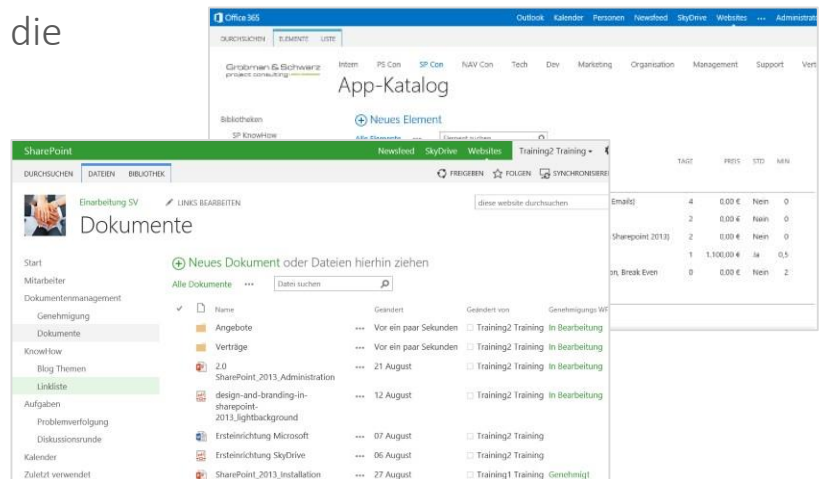 die
Office 365 Outlook Kalender Personen Newsfeed SkyDrive Websites ... Administrat
DURCHSUCHEN ELEMENTE LISTE
Grobman & Schwarz
project consulting
Intern PS Con SP Con NAV Con Tech Dev Marketing Organisation Management Support Vert
App-Katalog
Bibliotheken
SP KnowHow
Neues Element
Alle Elemente ... Element suchen
TAGE PREIS STD MIN
Emails) 4 0,00 € Nein 0
2 0,00 € Nein 0
Sharepoint 2013) 2 0,00 € Nein 0
1 1.100,00 € Ja 0,5
on, Break Even 0 0,00 € Nein 2
SharePoint Newsfeed SkyDrive Websites Training2 Training
DURCHSUCHEN DATEIEN BIBLIOTHEK FREIGEBEN FOLGEN SYNCHRONISIERE
Einarbeitung SV LINKS BEARBEITEN diese website durchsuchen
Dokumente
Start
Mitarbeiter
Dokumentenmanagement
Genehmigung
Dokumente
KnowHow
Blog Themen
Linkliste
Aufgaben
Problemverfolgung
Diskussionsrunde
Kalender
Zuletzt verwendet
Neues Dokument oder Dateien hierhin ziehen
Alle Dokumente ... Datei suchen
Name Geändert Geändert von Genehmigungs WF
Angebote ... Vor ein paar Sekunden Training2 Training In Bearbeitung
Verträge ... Vor ein paar Sekunden Training2 Training In Bearbeitung
2.0 ... 21 August Training2 Training In Bearbeitung
SharePoint_2013_Administration
design-and-branding-in- ... 12 August Training2 Training In Bearbeitung
sharepoint-
2013_lightbackground
Ersteinrichtung Microsoft ... 07 August Training2 Training
Ersteinrichtung SkyDrive ... 06 August Training2 Training
SharePoint_2013_Installation ... 27 August Training1 Training Genehmigt